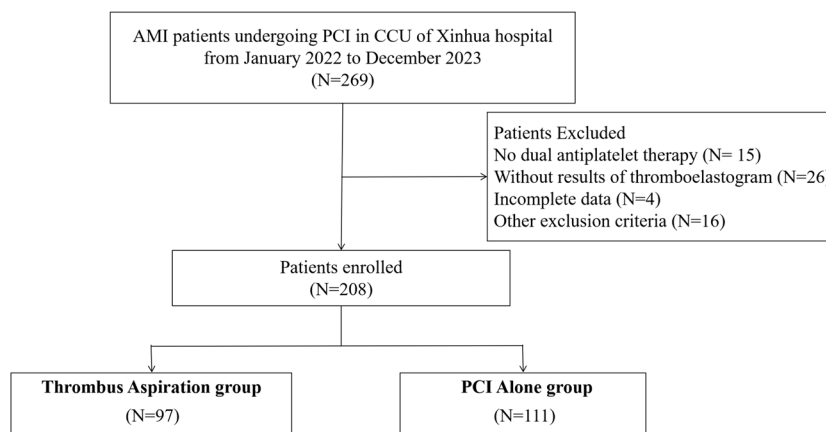 AMI patients undergoing PCI in CCU of Xinhua hospital
from January 2022 to December 2023
(N=269)
Patients Excluded
No dual antiplatelet therapy (N= 15)
Without results of thromboelastogram (N=26
Incomplete data (N=4)
Other exclusion criteria (N=16)
Patients enrolled
(N=208)
Thrombus Aspiration group
(N=97)
PCI Alone group
(N=111)